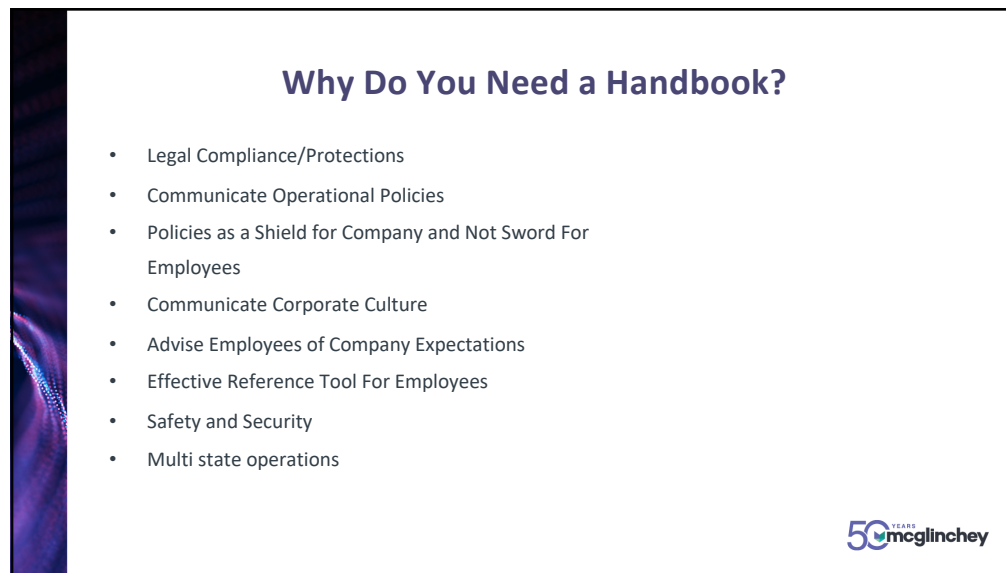 Why Do You Need a Handbook?
• Legal Compliance/Protections
• Communicate Operational Policies
• Policies as a Shield for Company and Not Sword For
Employees
• Communicate Corporate Culture
• Advise Employees of Company Expectations
• Effective Reference Tool For Employees
• Safety and Security
• Multi state operations
50 YEARS mcglinchey